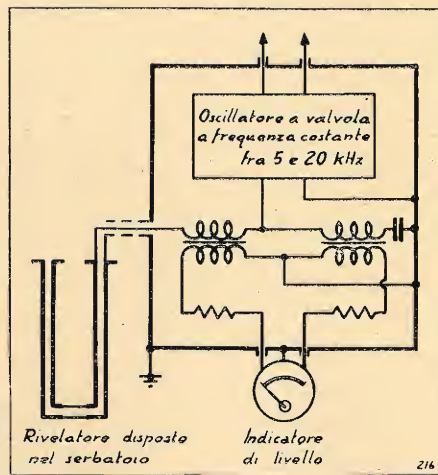 Oscillatore a valvola
a frequenza costante
fra 5 e 20 kHz
Rivelatore disposto
nel serbatoio
Indicatore
di livello
216